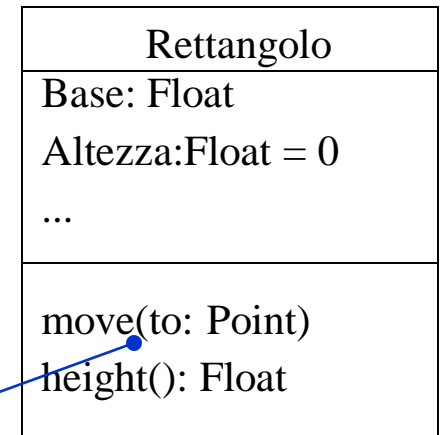 Rettangolo
Base: Float
Altezza:Float = 0
...
move(to: Point)
height(): Float